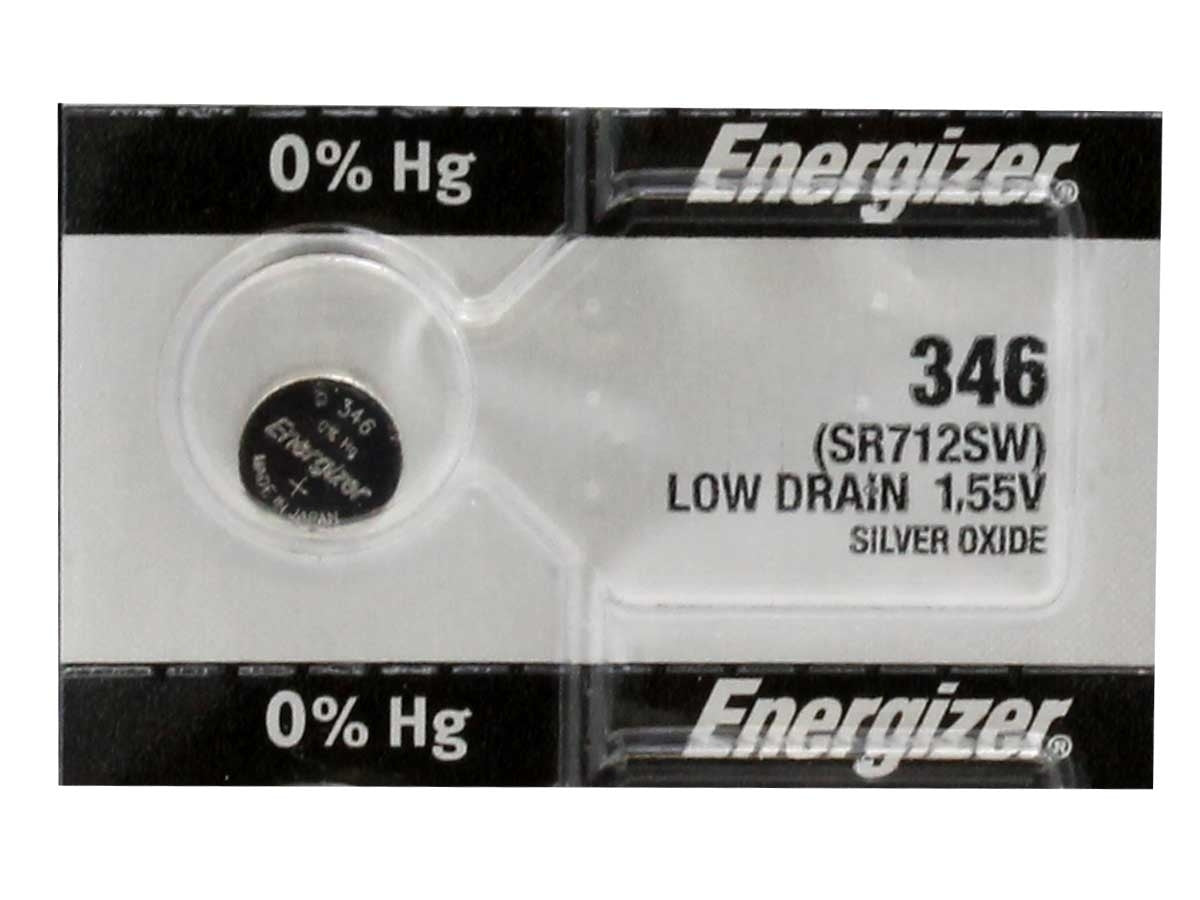 0% Hg
Energizer®
346
(SR712SW)
LOW DRAIN 1,55V
SILVER OXIDE
346
0% Hg
Energizer
+
MADE IN JAPAN
0% Hg
Energizer®